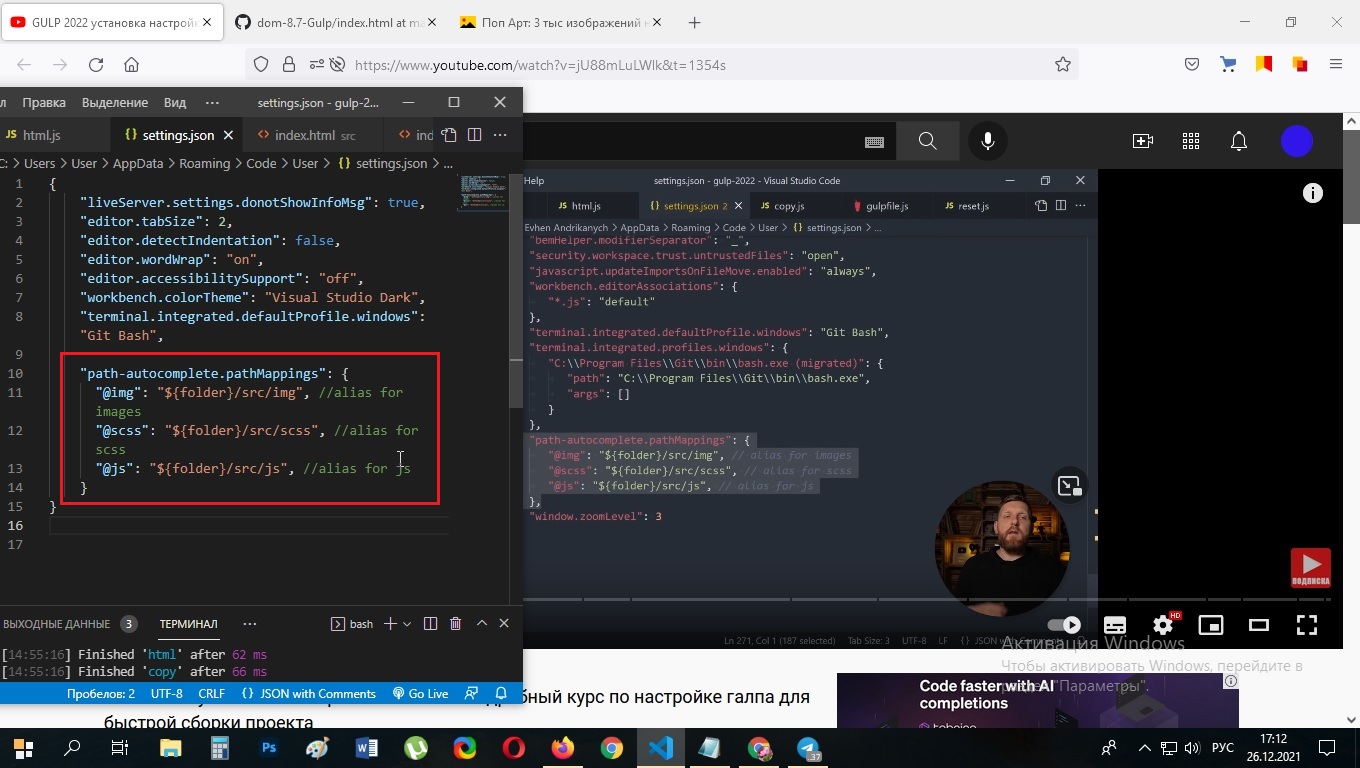 GULP 2022 установка настрой
dom-8.7-Gulp/index.html at ma
Поп Арт: 3 тыс изображений н
https://www.youtube.com/watch?v=jU88mLuLWlk&t=1354s
л Правка Выделение Вид ··· settings.json - gulp-2...
JS html.js {} settings.json <> index.html src <> ind ···
C: > Users > User > AppData > Roaming > Code > User > {} settings.json > ...
1 {
2 "liveServer.settings.donotShowInfoMsg": true,
3 "editor.tabSize": 2,
4 "editor.detectIndentation": false,
5 "editor.wordWrap": "on",
6 "editor.accessibilitySupport": "off",
7 "workbench.colorTheme": "Visual Studio Dark",
8 "terminal.integrated.defaultProfile.windows":
"Git Bash",
9
10 "path-autocomplete.pathMappings": {
11 "@img": "${folder}/src/img", //alias for
images
12 "@scss": "${folder}/src/scss", //alias for
scss
13 "@js": "${folder}/src/js", //alias for js
14 }
15 }
16
17
ВЫХОДНЫЕ ДАННЫЕ 3 ТЕРМИНАЛ ··· bash
[14:55:16] Finished 'html' after 62 ms
[14:55:16] Finished 'copy' after 66 ms
Пробелов: 2 UTF-8 CRLF {} JSON with Comments Go Live
Help settings.json - gulp-2022 - Visual Studio Code
JS html.js {} settings.json 2 JS copy.js gulpfile.js JS reset.js ···
Evhen Andrikanych > AppData > Roaming > Code > User > {} settings.json > ...
"bemHelper.modifierSeparator": "_",
"security.workspace.trust.untrustedFiles": "open",
"javascript.updateImportsOnFileMove.enabled": "always",
"workbench.editorAssociations": {
"*.js": "default"
},
"terminal.integrated.defaultProfile.windows": "Git Bash",
"terminal.integrated.profiles.windows": {
"C:\\Program Files\\Git\\bin\\bash.exe (migrated)": {
"path": "C:\\Program Files\\Git\\bin\\bash.exe",
"args": []
}
},
"path-autocomplete.pathMappings": {
"@img": "${folder}/src/img", // alias for images
"@scss": "${folder}/src/scss", // alias for scss
"@js": "${folder}/src/js", // alias for js
},
"window.zoomLevel": 3
ПОДПИСКА
HD
Ln 271, Col 1 (187 selected) Tab Size: 3 UTF-8 LF {} JSON with Comments
Активация Windows
Чтобы активировать Windows, перейдите в
раздел "Параметры".
бный курс по настройке галпа для
быстрой сборки проекта
Code faster with AI
completions
Ps
W
37
РУС
17:12
26.12.2021